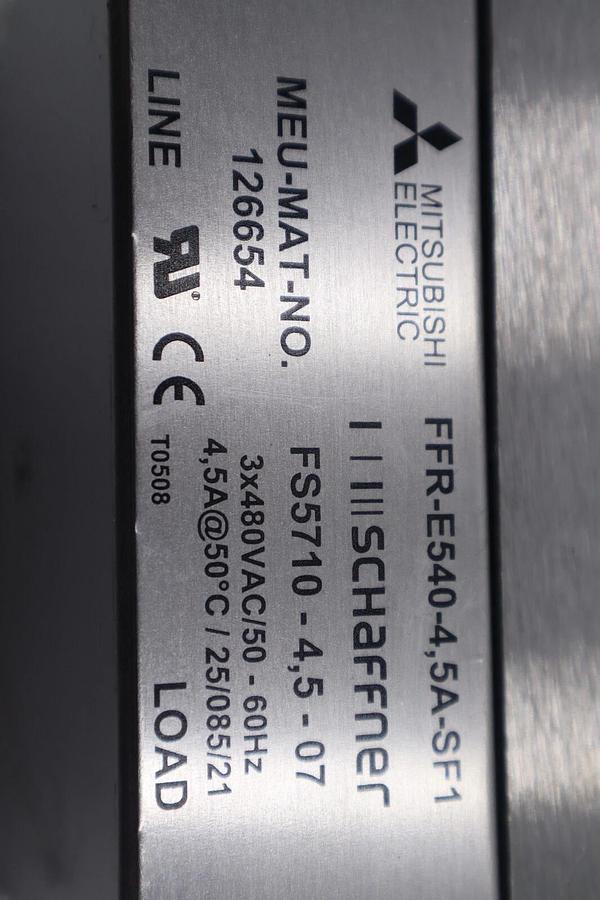 MITSUBISHI
ELECTRIC
FFR-E540-4,5A-SF1
SCHaFFner
MEU-MAT-NO.
126654
FS5710 - 4,5 - 07
3x480VAC/50 - 60Hz
4,5A@50°C / 25/085/21
LINE
CE
T0508
LOAD